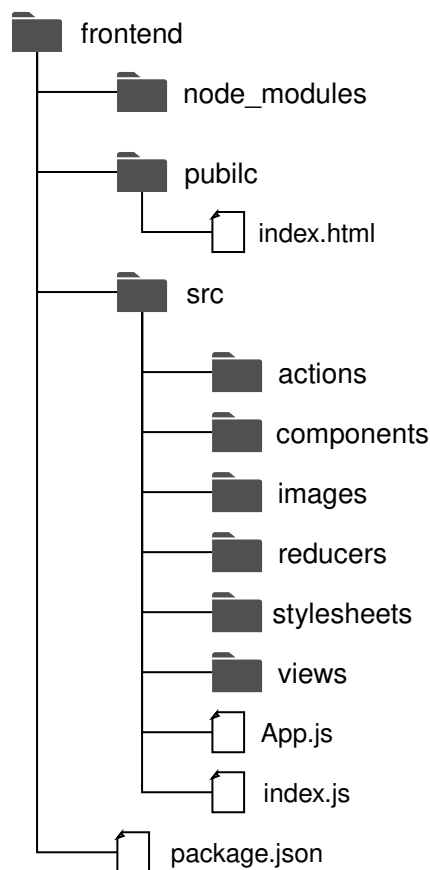 frontend
node_modules
pubilc
index.html
src
actions
components
images
reducers
stylesheets
views
App.js
index.js
package.json